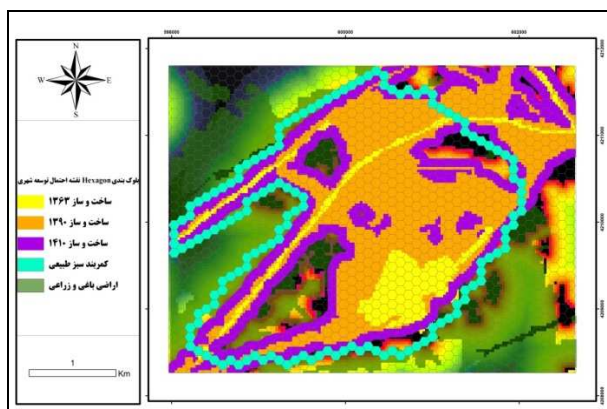 N
W E
S
بلوک بندی Hexagon نقشه احتمال توسعه شهری
ساخت و ساز ۱۳۶۳
ساخت و ساز ۱۳۹۰
ساخت و ساز ۱۴۱۰
کمربند سبز طبیعی
اراضی باغی و زراعی
1
Km